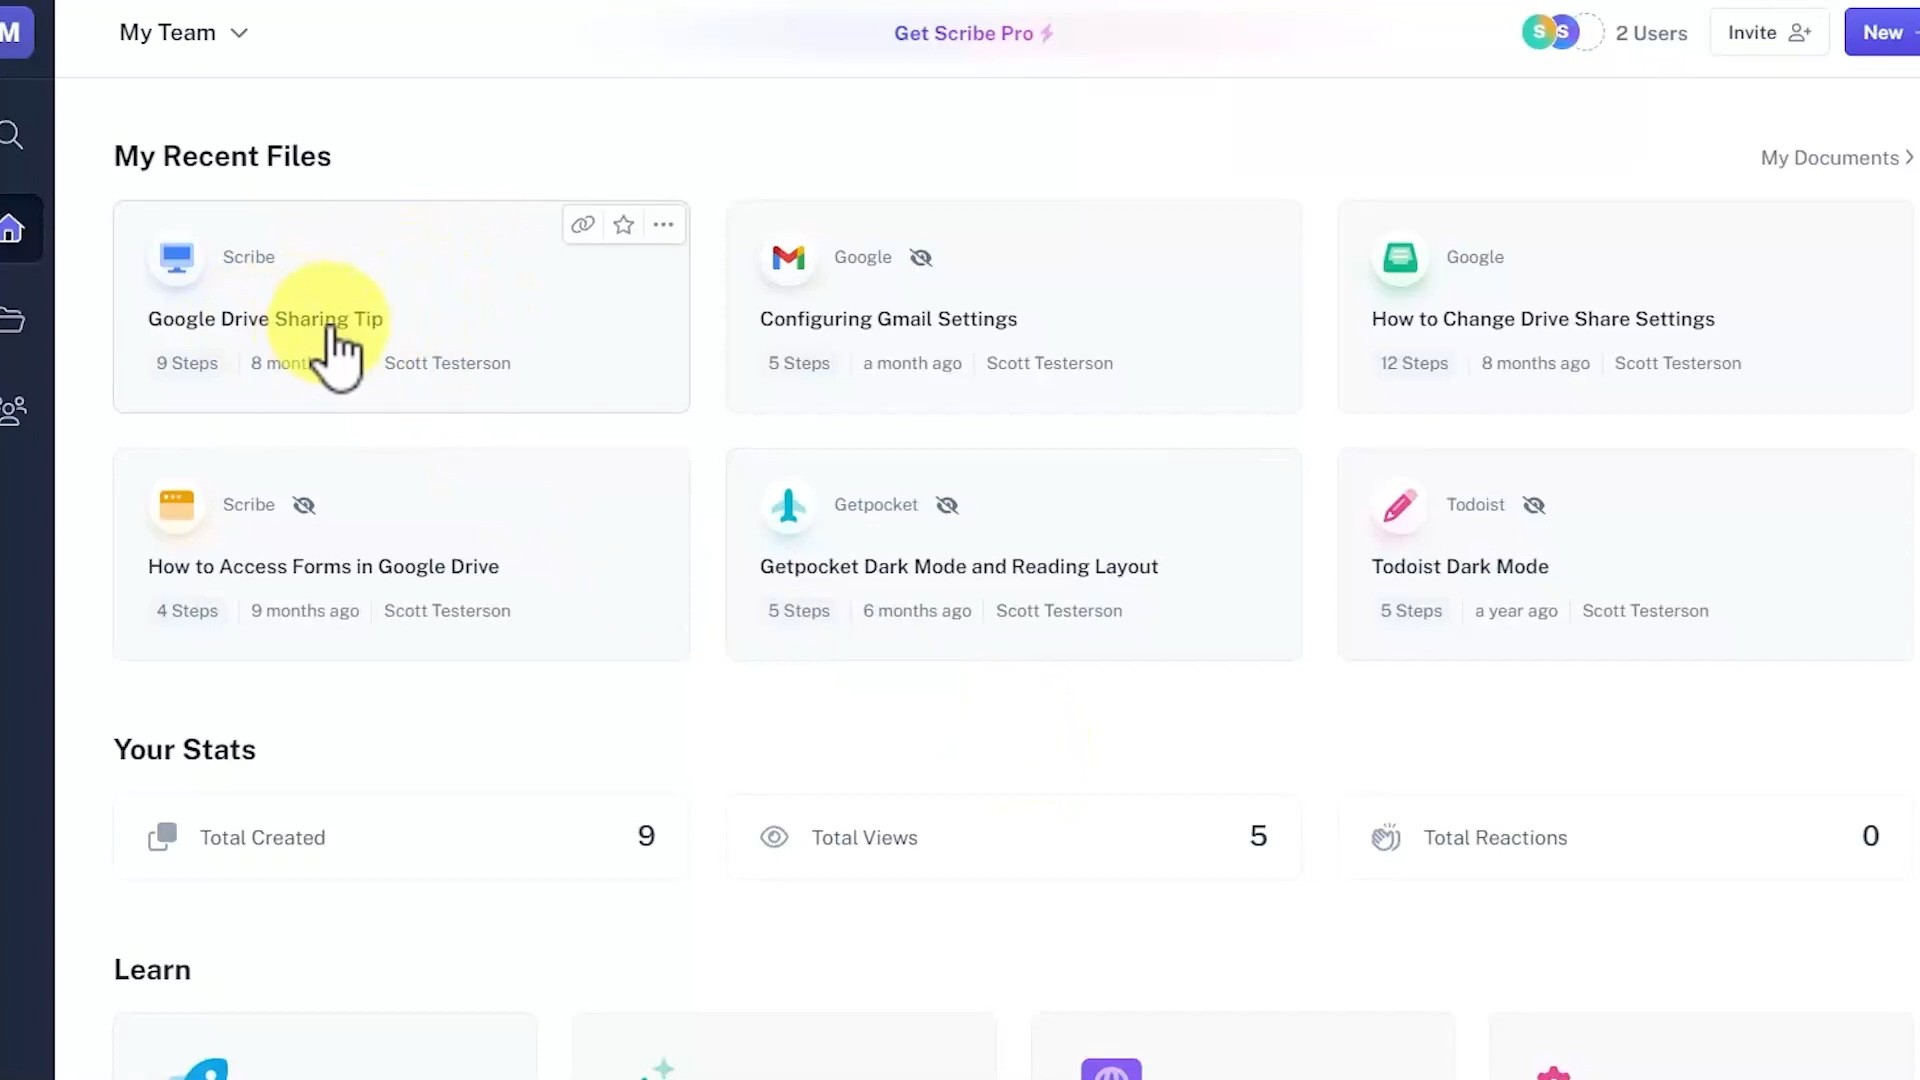 M
My Team
Get Scribe Pro
S S
2 Users
Invite
New
My Recent Files
My Documents
Scribe
Google Drive Sharing Tip
9 Steps
8 mont
Scott Testerson
Google
Configuring Gmail Settings
5 Steps
a month ago
Scott Testerson
Google
How to Change Drive Share Settings
12 Steps
8 months ago
Scott Testerson
Scribe
How to Access Forms in Google Drive
4 Steps
9 months ago
Scott Testerson
Getpocket
Getpocket Dark Mode and Reading Layout
5 Steps
6 months ago
Scott Testerson
Todoist
Todoist Dark Mode
5 Steps
a year ago
Scott Testerson
Your Stats
Total Created
9
Total Views
5
Total Reactions
0
Learn